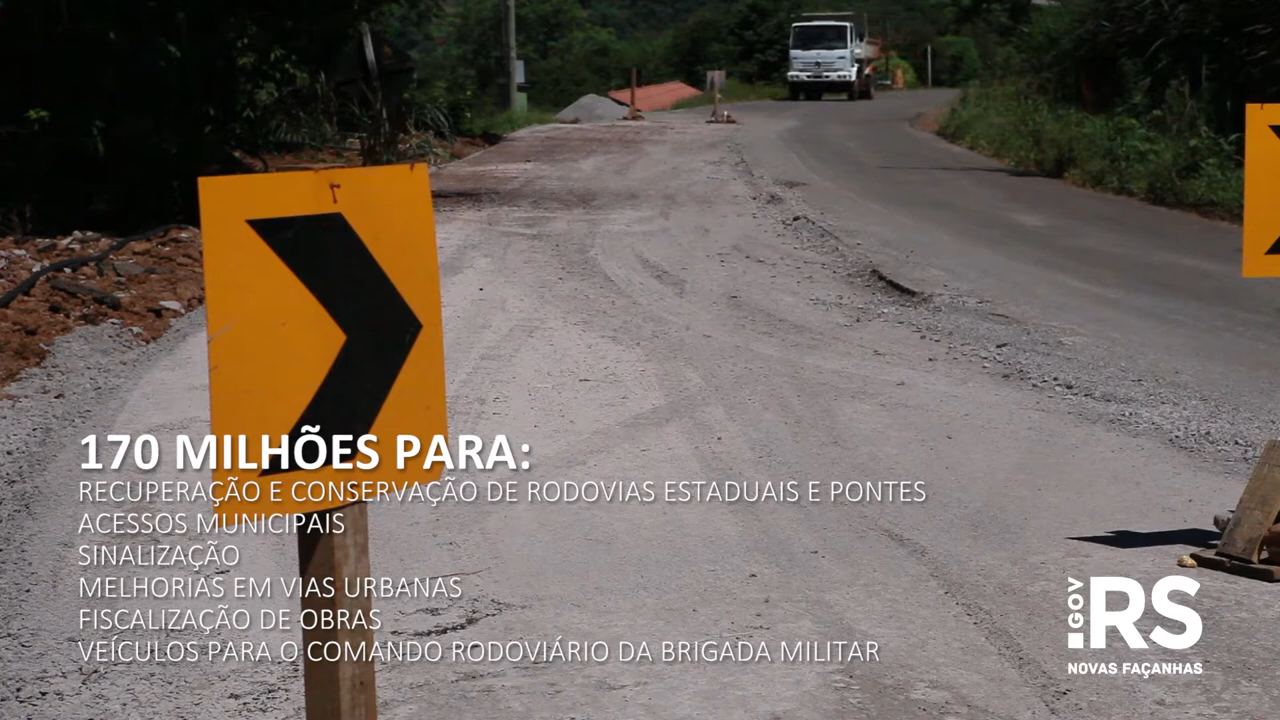 170 MILHÕES PARA:
RECUPERAÇÃO E CONSERVAÇÃO DE RODOVIAS ESTADUAIS E PONTES
ACESSOS MUNICIPAIS
SINALIZAÇÃO
MELHORIAS EM VIAS URBANAS
FISCALIZAÇÃO DE OBRAS
VEÍCULOS PARA O COMANDO RODOVIÁRIO DA BRIGADA MILITAR
GOV
RS
NOVAS FAÇANHAS